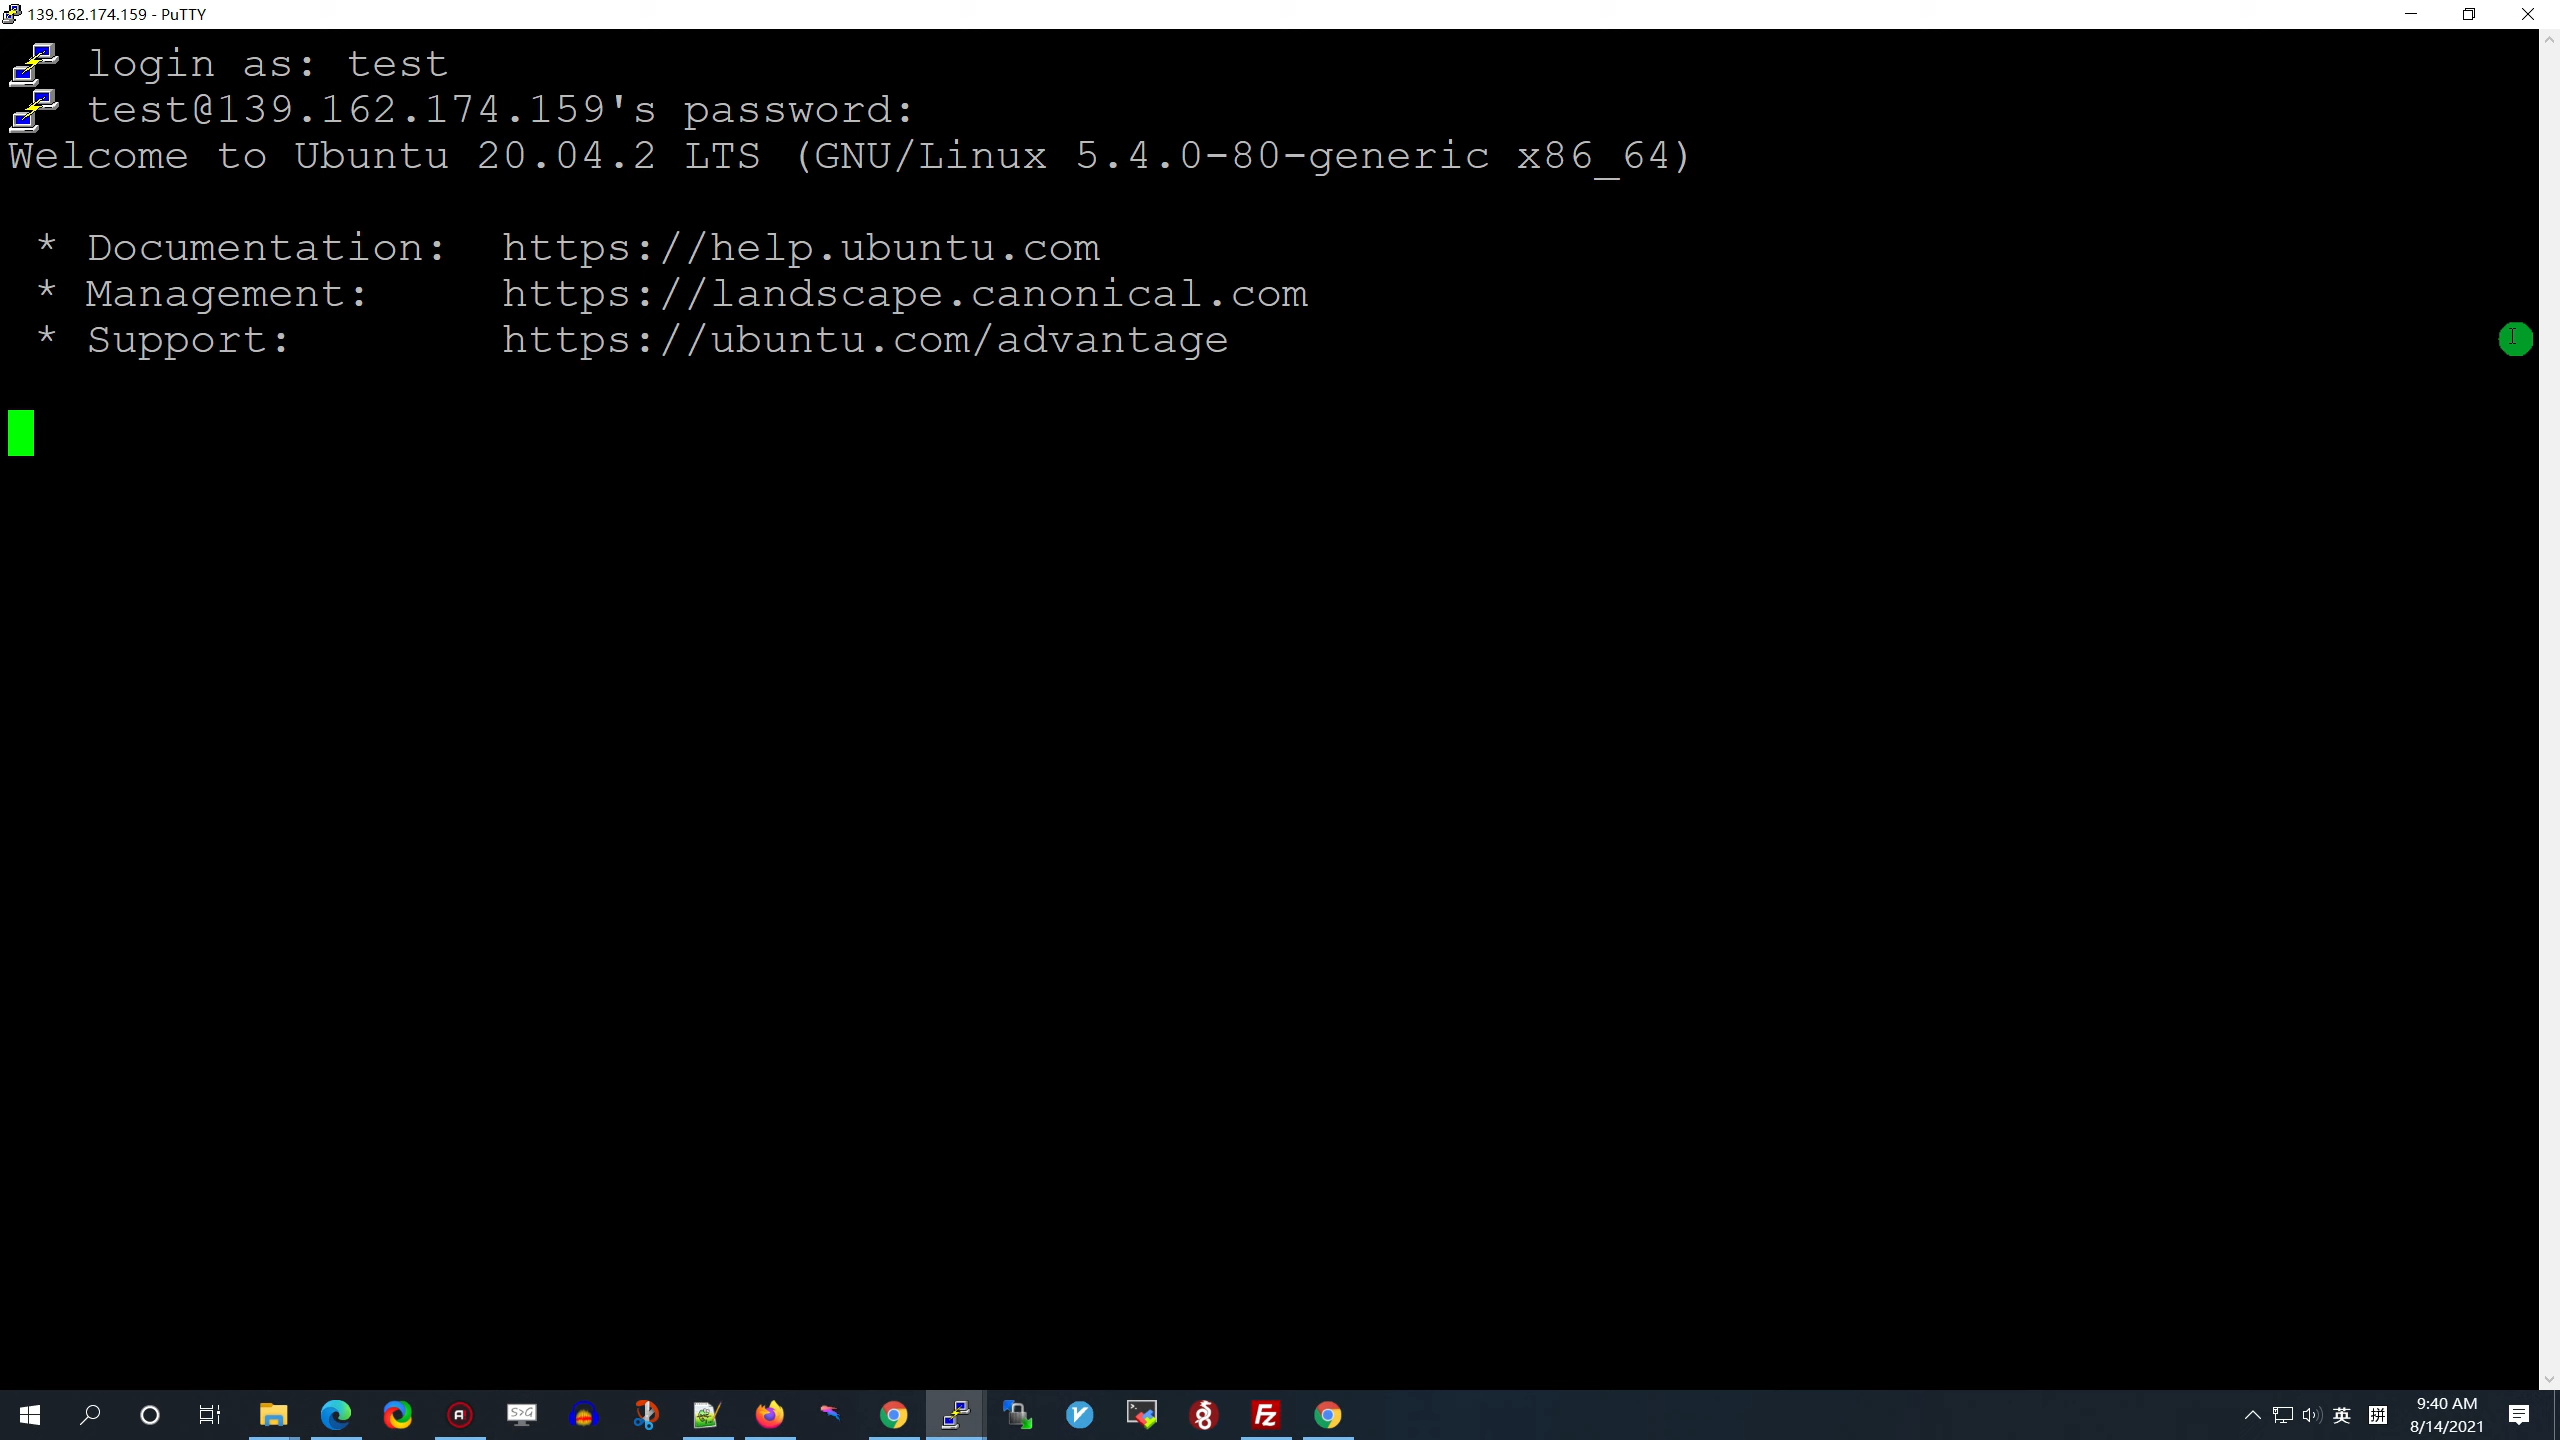 139.162.174.159 - PuTTY
login as: test
test@139.162.174.159's password:
Welcome to Ubuntu 20.04.2 LTS (GNU/Linux 5.4.0-80-generic x86_64)
* Documentation:  https://help.ubuntu.com
* Management:     https://landscape.canonical.com
* Support:        https://ubuntu.com/advantage
S>G
Fz
英
拼
9:40 AM
8/14/2021